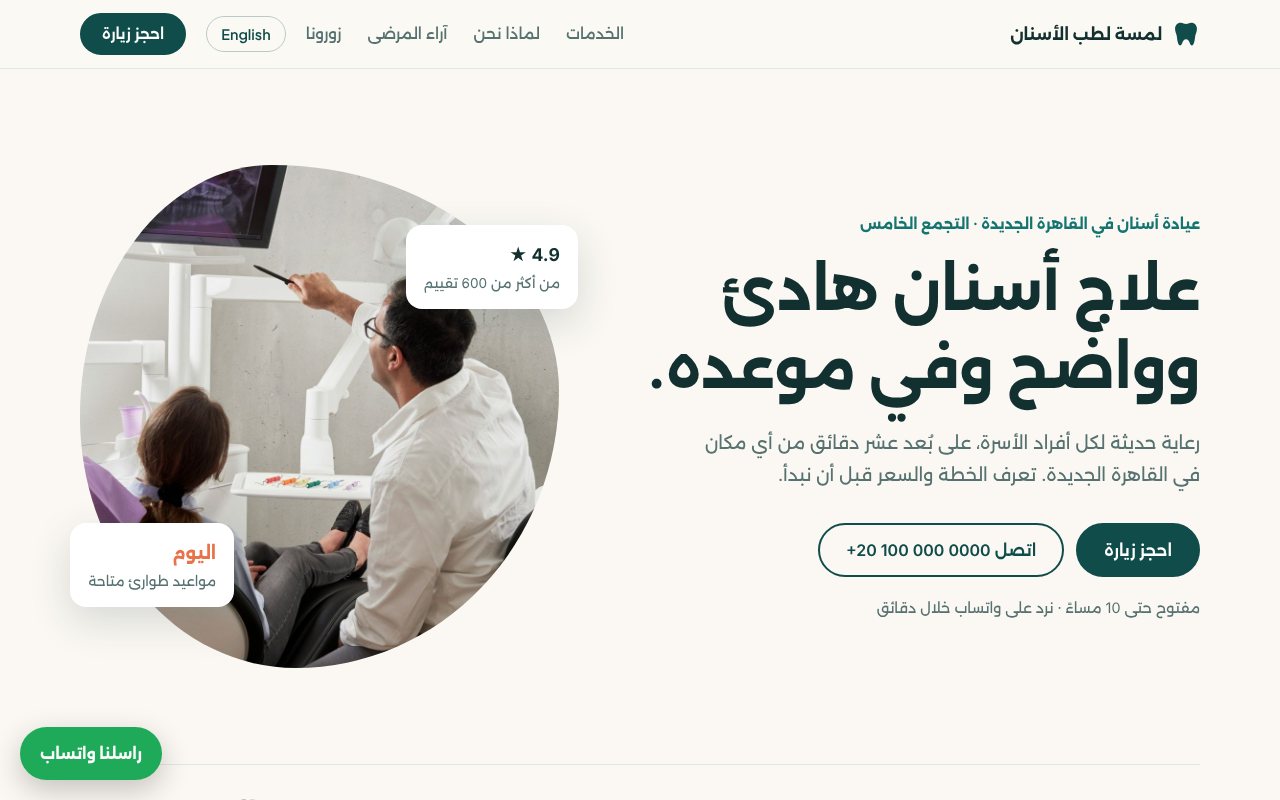 لمسة لطب الأسنان
الخدمات
لماذا نحن
آراء المرضى
زورونا
English
احجز زيارة
عيادة أسنان في القاهرة الجديدة · التجمع الخامس
علاج أسنان هادئ
وواضح وفي موعده.
رعاية حديثة لكل أفراد الأسرة، على بُعد عشر دقائق من أي مكان
في القاهرة الجديدة. تعرف الخطة والسعر قبل أن نبدأ.
احجز زيارة
اتصل 0000 000 100 20+
مفتوح حتى 10 مساءً · نرد على واتساب خلال دقائق
4.9 ★
من أكثر من 600 تقييم
اليوم
مواعيد طوارئ متاحة
راسلنا واتساب